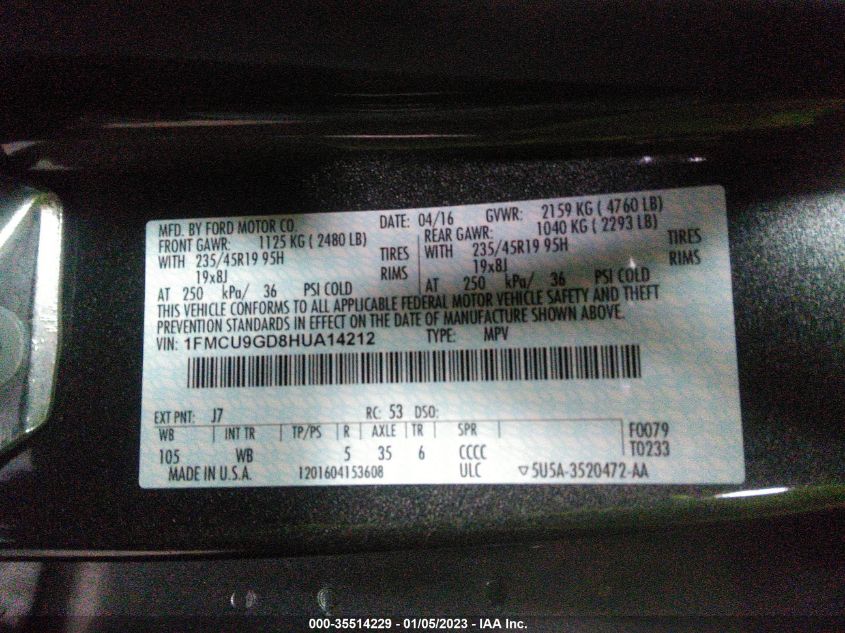 MFD. BY FORD MOTOR CO. DATE: 04/16 GVWR: 2159 KG ( 4760 LB)
FRONT GAWR: 1125 KG ( 2480 LB) REAR GAWR: 1040 KG ( 2293 LB)
WITH 235/45R19 95H TIRES WITH 235/45R19 95H TIRES
19x8J RIMS 19x8J RIMS
AT 250 kPa/ 36 PSI COLD AT 250 kPa/ 36 PSI COLD
THIS VEHICLE CONFORMS TO ALL APPLICABLE FEDERAL MOTOR VEHICLE SAFETY AND THEFT
PREVENTION STANDARDS IN EFFECT ON THE DATE OF MANUFACTURE SHOWN ABOVE.
VIN: 1FMCU9GD8HUA14212 TYPE: MPV
EXT PNT: J7 RC: 53 DSO:
WB INT TR TP/PS R AXLE TR SPR F0079
105 WB 5 35 6 CCCC T0233
MADE IN U.S.A. 1201604153608 ULC ▽5U5A-3520472-AA
000-35514229 - 01/05/2023 - IAA Inc.